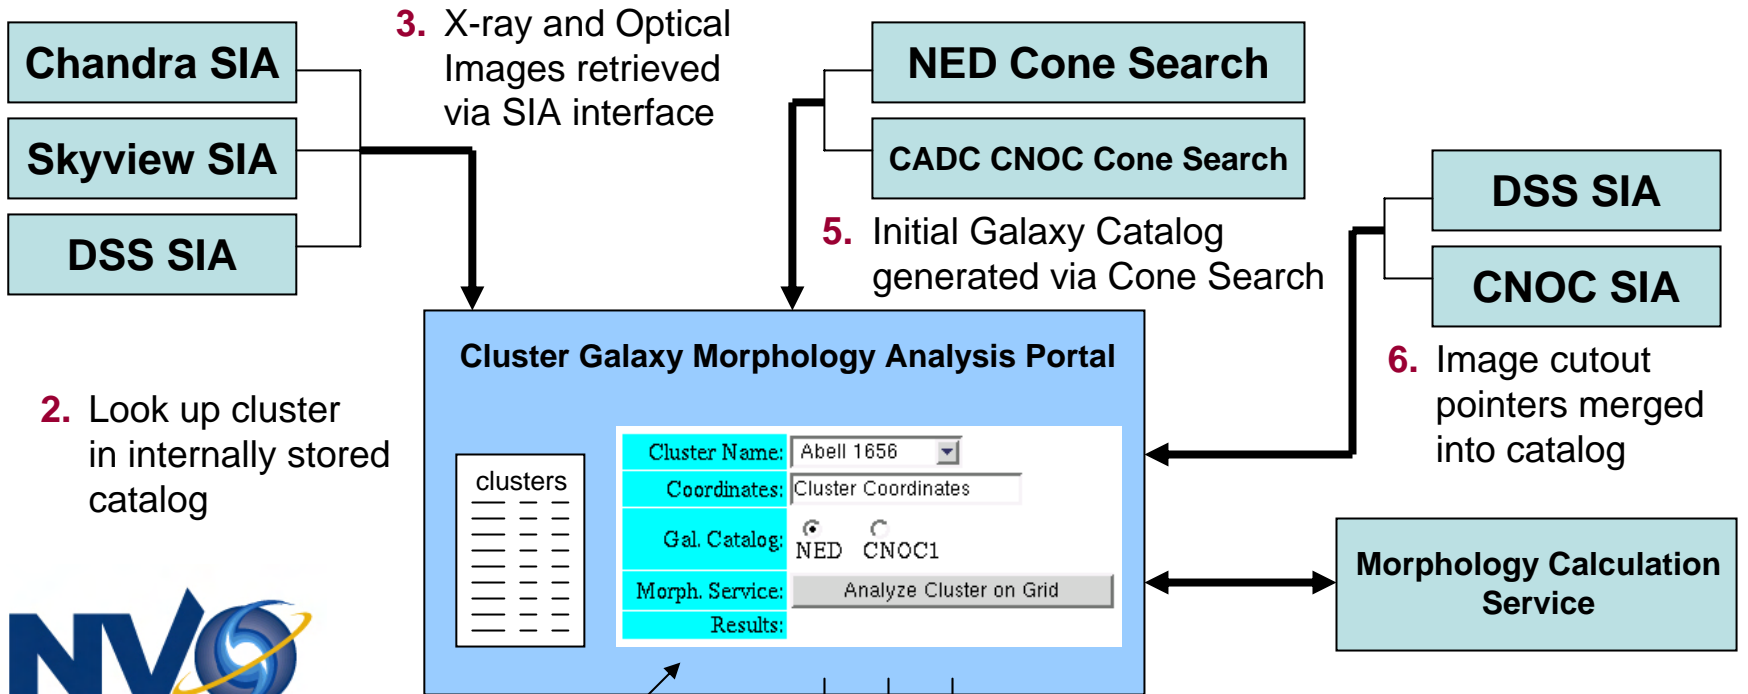 Chandra SIA
Skyview SIA
DSS SIA
3. X-ray and Optical
Images retrieved
via SIA interface
NED Cone Search
CADC CNOC Cone Search
5. Initial Galaxy Catalog
generated via Cone Search
DSS SIA
CNOC SIA
6. Image cutout
pointers merged
into catalog
2. Look up cluster
in internally stored
catalog
Cluster Galaxy Morphology Analysis Portal
clusters
Cluster Name: Abell 1656
Coordinates: Cluster Coordinates
Gal. Catalog: NED CNOC1
Morph. Service: Analyze Cluster on Grid
Results:
Morphology Calculation
Service
NVO